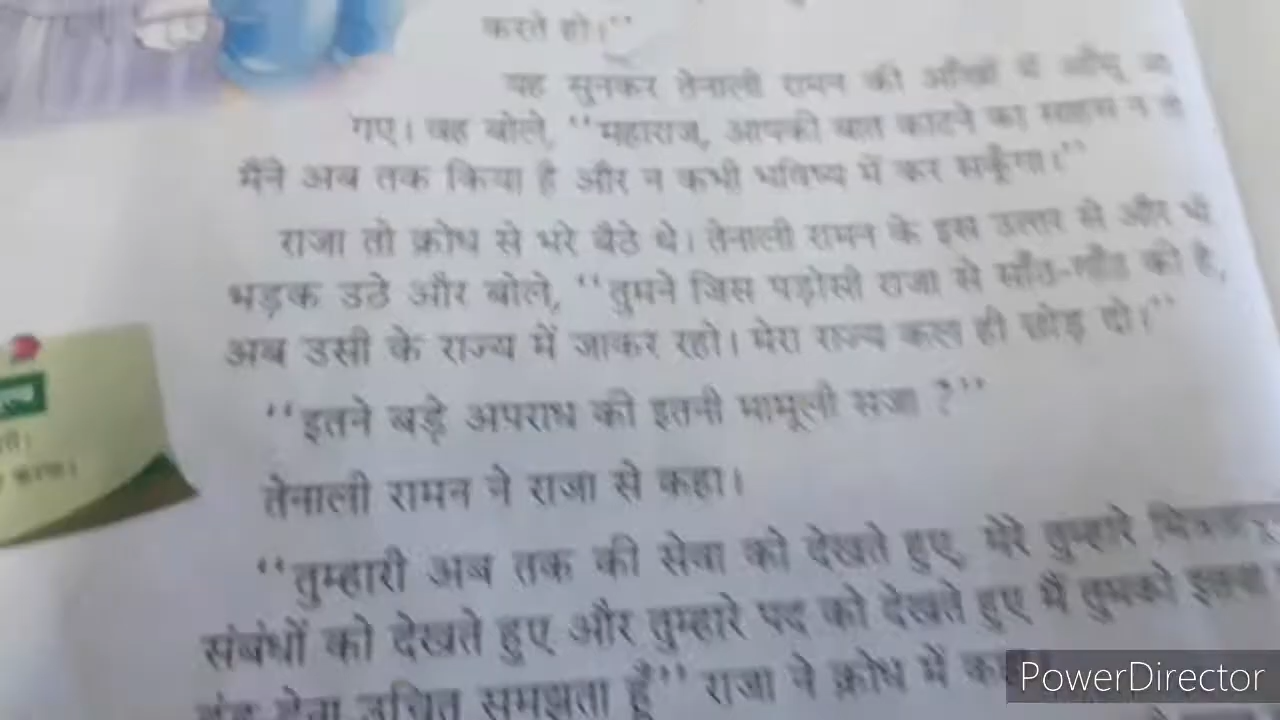 करते हो।''
यह सुनकर तेनाली रामन की आँखों में आँसू आ
गए। वह बोले, ''महाराज, आपकी बात काटने का साहस न तो
मैंने अब तक किया है और न कभी भविष्य में कर सकूँगा।''
राजा तो क्रोध से भरे बैठे थे। तेनाली रामन के इस उत्तर से और भी
भड़क उठे और बोले, ''तुमने जिस पड़ोसी राजा से साँठ-गाँठ की है,
अब उसी के राज्य में जाकर रहो। मेरा राज्य कल ही छोड़ दो।''
''इतने बड़े अपराध की इतनी मामूली सजा ?''
तेनाली रामन ने राजा से कहा।
''तुम्हारी अब तक की सेवा को देखते हुए, मेरे तुम्हारे
संबंधों को देखते हुए और तुम्हारे पद को देखते हुए मैं तुमको इतना
दंड देना उचित समझता हूँ'' राजा ने क्रोध में
PowerDirector